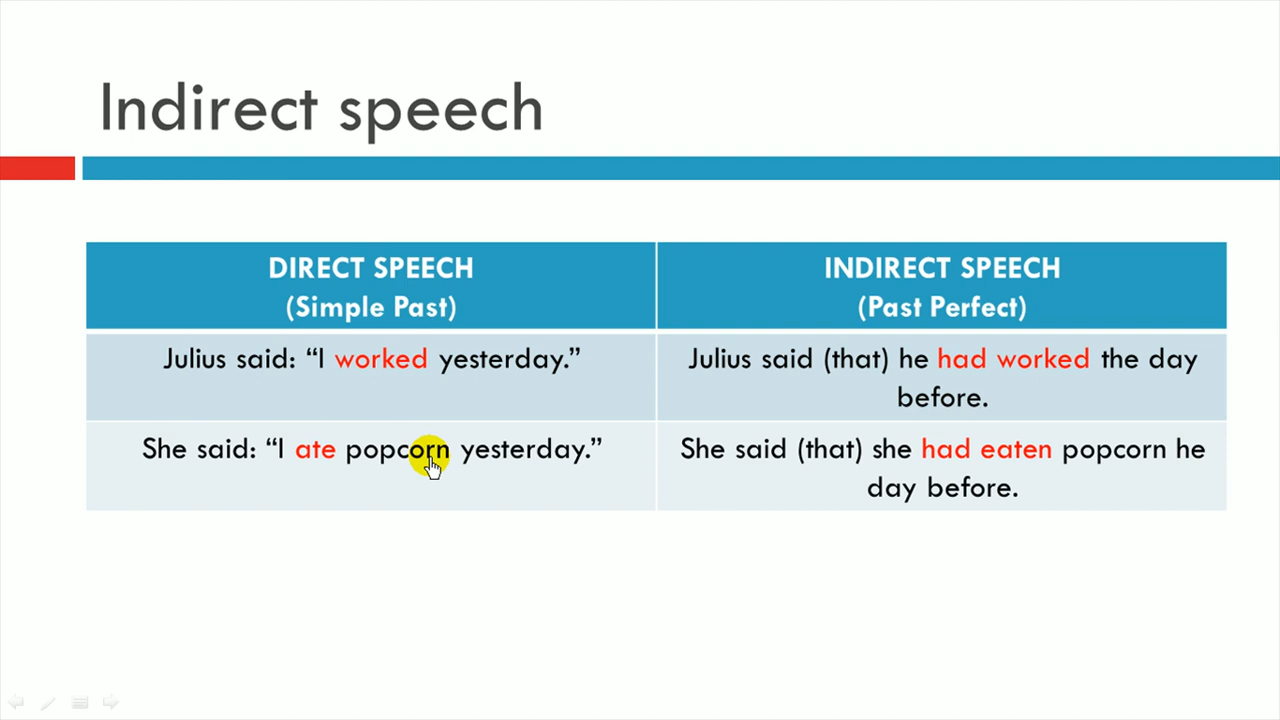 Indirect speech
DIRECT SPEECH
(Simple Past)
INDIRECT SPEECH
(Past Perfect)
Julius said: “I worked yesterday.”
Julius said (that) he had worked the day
before.
She said: “I ate popcorn yesterday.”
She said (that) she had eaten popcorn he
day before.